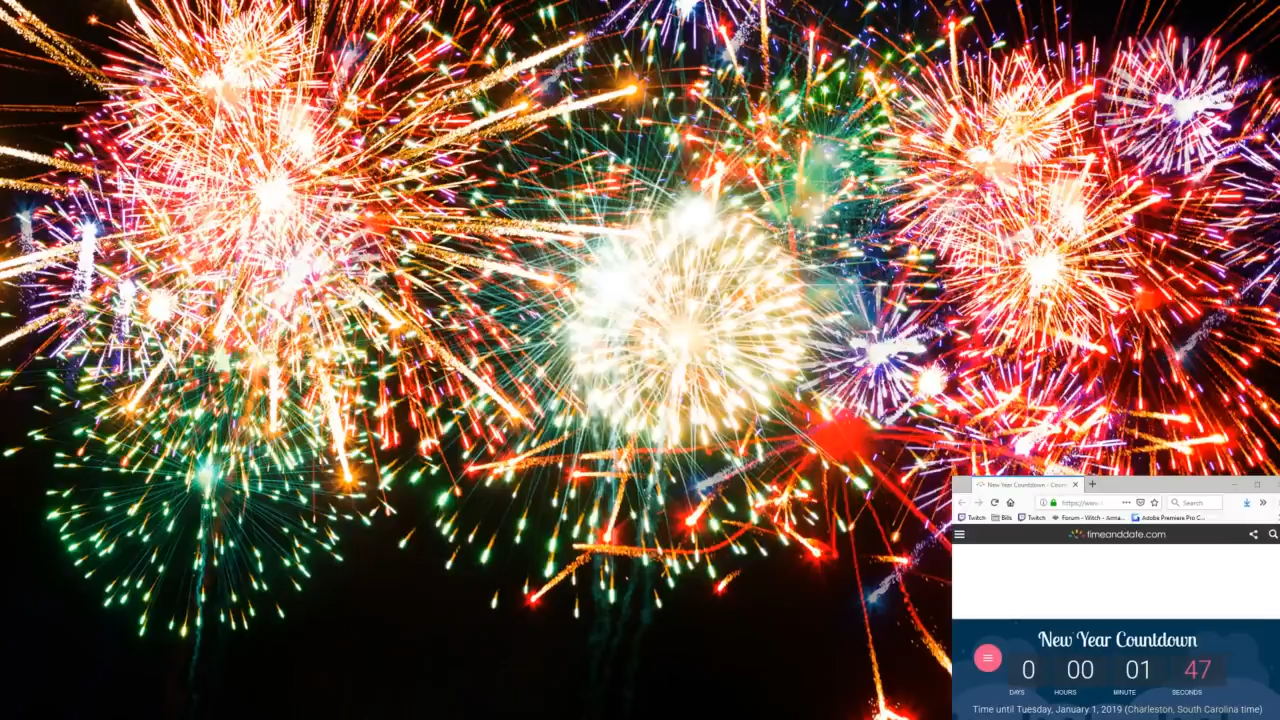 New Year Countdown - Coun
https://www.
Search
Twitch Bills Twitch Forum - Witch - Anna... Adobe Premiere Pro C...
timeanddate.com
New Year Countdown
0 00 01 47
DAYS HOURS MINUTE SECONDS
Time until Tuesday, January 1, 2019 (Charleston, South Carolina time)